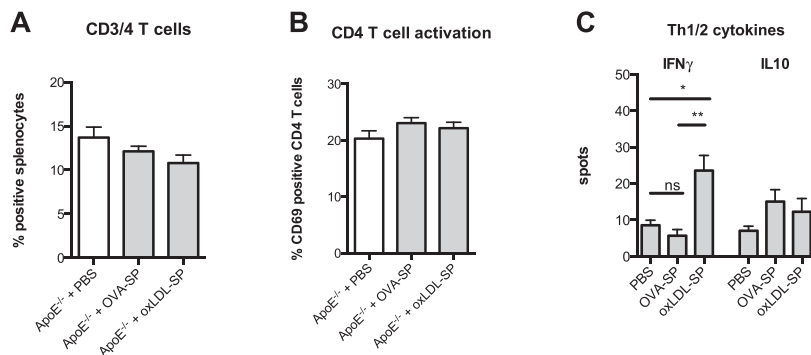 A
CD3/4 T cells
% positive splenocytes
20
15
10
5
0
ApoE-/- + PBS
ApoE-/- + OVA-SP
ApoE-/- + oxLDL-SP
B
CD4 T cell activation
% CD69 positive CD4 T cells
30
20
10
0
ApoE-/- + PBS
ApoE-/- + OVA-SP
ApoE-/- + oxLDL-SP
C
Th1/2 cytokines
IFNγ
IL10
spots
50
40
30
20
10
0
*
**
ns
PBS
OVA-SP
oxLDL-SP
PBS
OVA-SP
oxLDL-SP